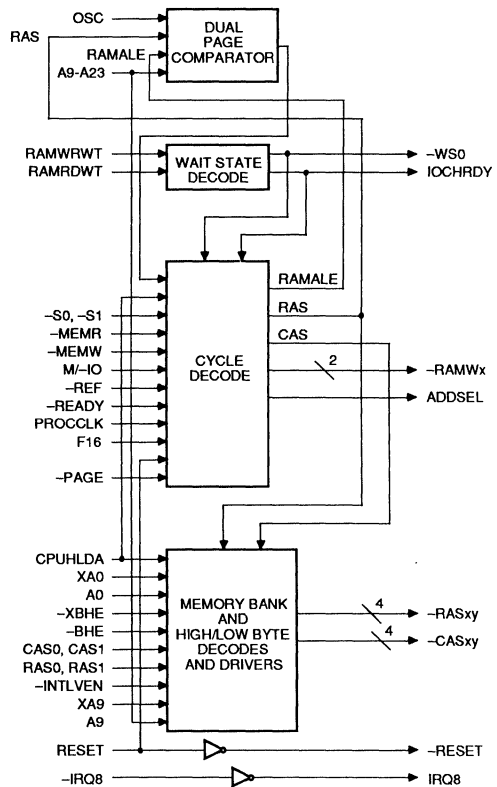 OSC
RAS
RAMALE
A9-A23
DUAL
PAGE
COMPARATOR
RAMWRWT
RAMRDWT
WAIT STATE
DECODE
-WS0
IOCHRDY
RAMALE
RAS
CAS
-S0, -S1
-MEMR
-MEMW
M/-IO
-REF
-READY
PROCCLK
F16
-PAGE
CYCLE
DECODE
2
-RAMWx
ADDSEL
CPUHLDA
XA0
A0
-XBHE
-BHE
CAS0, CAS1
RAS0, RAS1
-INTLVEN
XA9
A9
MEMORY BANK
AND
HIGH/LOW BYTE
DECODES
AND DRIVERS
4
-RASxy
4
-CASxy
RESET
-RESET
-IRQ8
IRQ8